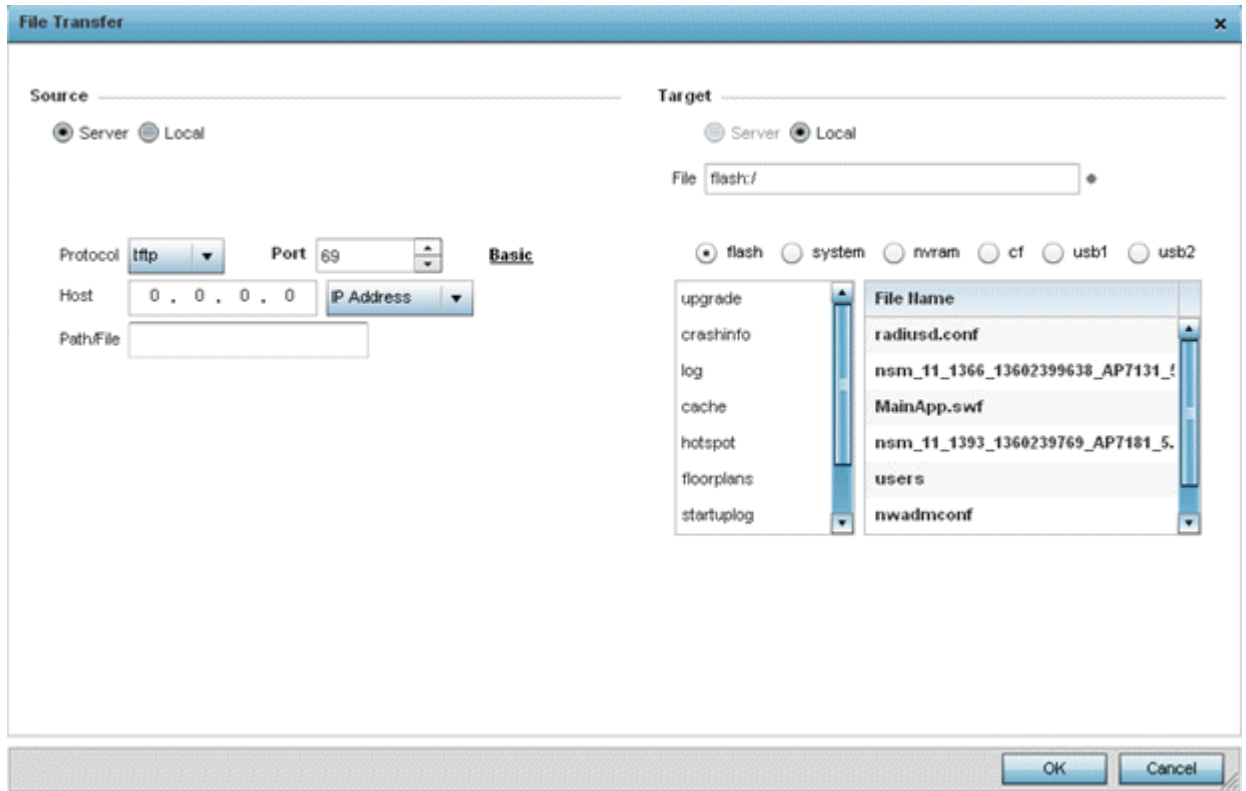 File Transfer
Source
Server Local
Protocol tftp Port 69 Basic
Host 0 . 0 . 0 . 0 IP Address
Path/File
Target
Server Local
File flash:/
flash system nvram cf usb1 usb2
upgrade
crashinfo
log
cache
hotspot
floorplans
startuplog
File Name
radiusd.conf
nsm_11_1366_13602399638_AP7131_5
MainApp.swf
nsm_11_1393_1360239769_AP7181_5.
users
nwadmconf
OK Cancel